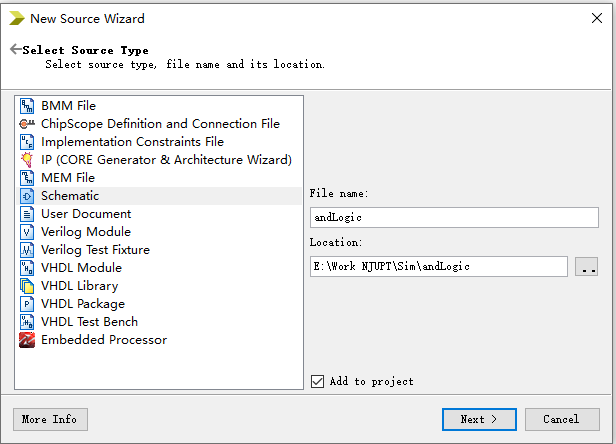 New Source Wizard
Select Source Type
Select source type, file name and its location.
BMM File
ChipScope Definition and Connection File
Implementation Constraints File
IP (CORE Generator & Architecture Wizard)
MEM File
Schematic
User Document
Verilog Module
Verilog Test Fixture
VHDL Module
VHDL Library
VHDL Package
VHDL Test Bench
Embedded Processor
File name:
andLogic
Location:
E:\Work NJUPT\Sim\andLogic
..
Add to project
More Info
Next >
Cancel